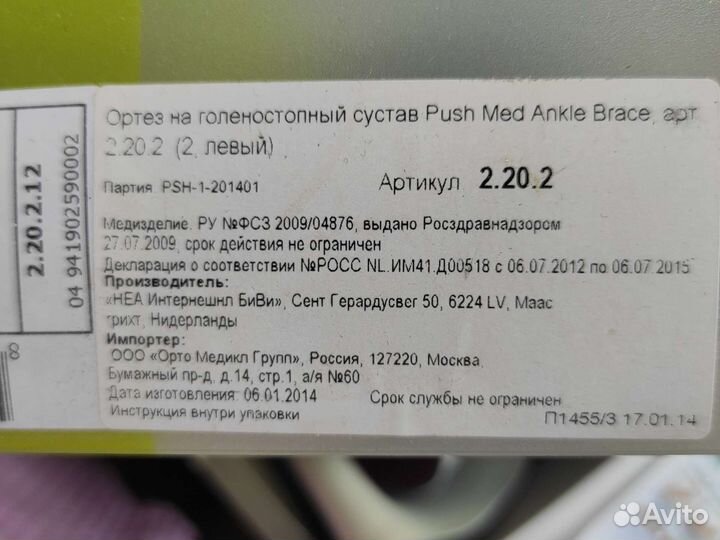 Ортез на голеностопный сустав Push Med Ankle Brace, арт.
2.20.2 (2, левый)
Партия PSH-1-201401 Артикул 2.20.2
Медизделие. РУ №ФСЗ 2009/04876, выдано Росздравнадзором
27.07.2009, срок действия не ограничен
Декларация о соответствии №РОСС NL.ИМ41.Д00518 с 06.07.2012 по 06.07.2015
Производитель:
«НЕА Интернешнл БиВи», Сент Герардусвег 50, 6224 LV, Маас
трихт, Нидерланды
Импортер:
ООО «Орто Медикл Групп», Россия, 127220, Москва,
Бумажный пр-д, д.14, стр.1, а/я №60
Дата изготовления: 06.01.2014 Срок службы не ограничен
Инструкция внутри упаковки П1455/3 17.01.14
2.20.2.12
04 941902590002
8
Avito